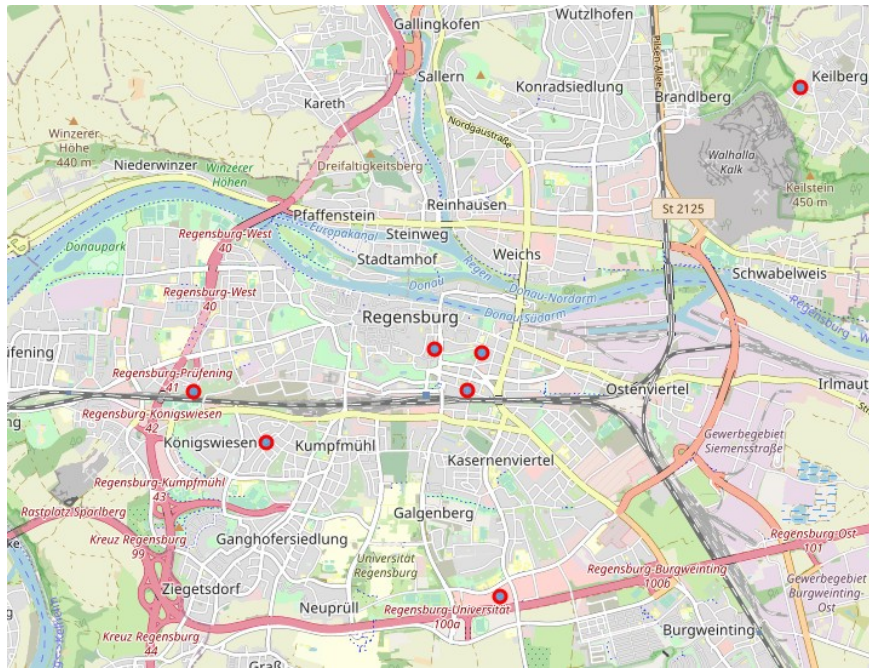 Gallingkofen
Wutzlhofen
Sallern
Konradsiedlung
Pilsen-Allee
Keilberg
Brandlberg
Kareth
Nordgaustraße
Winzerer
Höhe
440 m
Niederwinzer
Winzerer
Höhen
Dreifaltigkeitsberg
Walhalla
Kalk
Keilstein
450 m
Reinhausen
St 2125
Pfaffenstein
Donaupark
Regensburg-West
40
Europakanal
Steinweg
Stadtamhof
Regen
Weichs
Schwabelweis
Regensburg-West
40
Donau
Donau-Nordarm
Donau-Südarm
Regensburg
Regensburg-Prüfening
41
Ostenviertel
Regensburg-Königswiesen
42
Königswiesen
Kumpfmühl
Kasernenviertel
Gewerbegebiet
Siemensstraße
Regensburg-Kumpfmühl
43
Rastplatz Sparlberg
Galgenberg
Kreuz Regensburg
99
Ganghofersiedlung
Universität
Regensburg
Regensburg-Ost
101
Regensburg-Burgweinting
100b
Ziegetsdorf
Neuprüll
Regensburg-Universität
100a
Gewerbegebiet
Burgweinting-
Ost
Burgweinting
Kreuz Regensburg
44